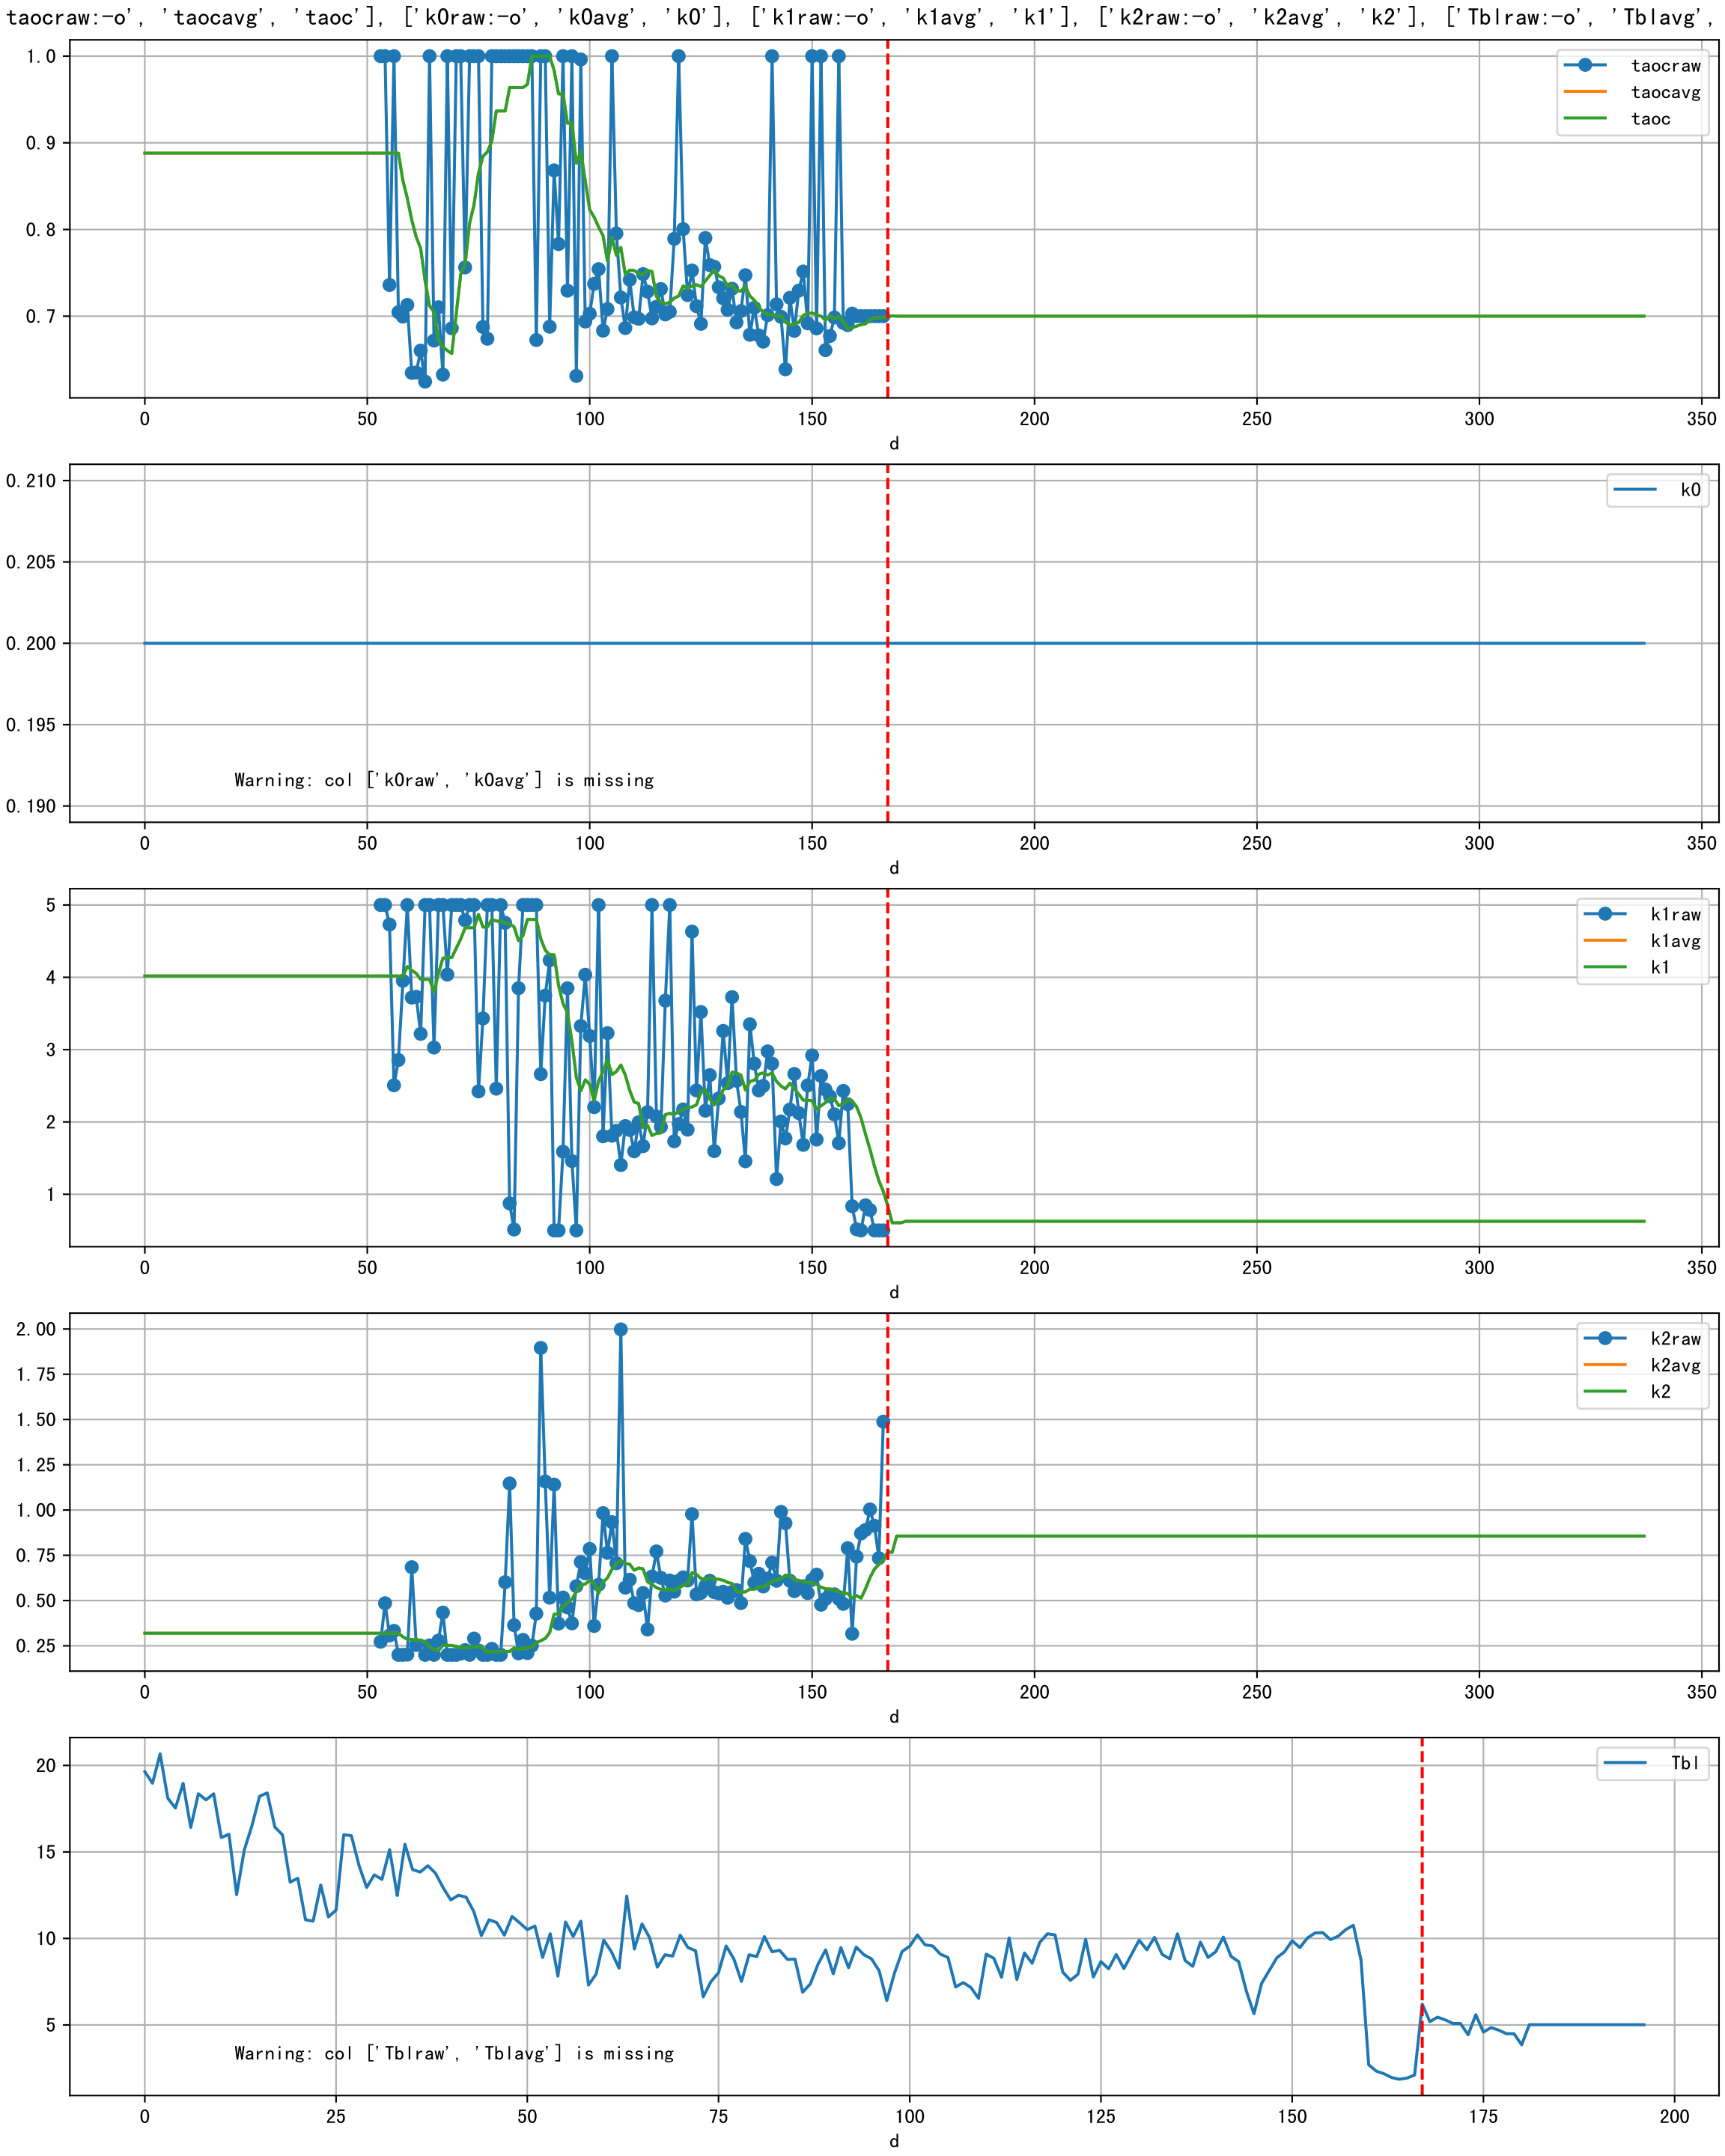 taocraw:-o', 'taocavg', 'taoc'], ['k0raw:-o', 'k0avg', 'k0'], ['k1raw:-o', 'k1avg', 'k1'], ['k2raw:-o', 'k2avg', 'k2'], ['Tblraw:-o', 'Tblavg',
1.0
0.9
0.8
0.7
taocraw
taocavg
taoc
0 50 100 150 200 250 300 350
d
0.210
0.205
0.200
0.195
0.190
k0
Warning: col ['k0raw', 'k0avg'] is missing
0 50 100 150 200 250 300 350
d
5
4
3
2
1
k1raw
k1avg
k1
0 50 100 150 200 250 300 350
d
2.00
1.75
1.50
1.25
1.00
0.75
0.50
0.25
k2raw
k2avg
k2
0 50 100 150 200 250 300 350
d
20
15
10
5
Tbl
Warning: col ['Tblraw', 'Tblavg'] is missing
0 25 50 75 100 125 150 175 200
d